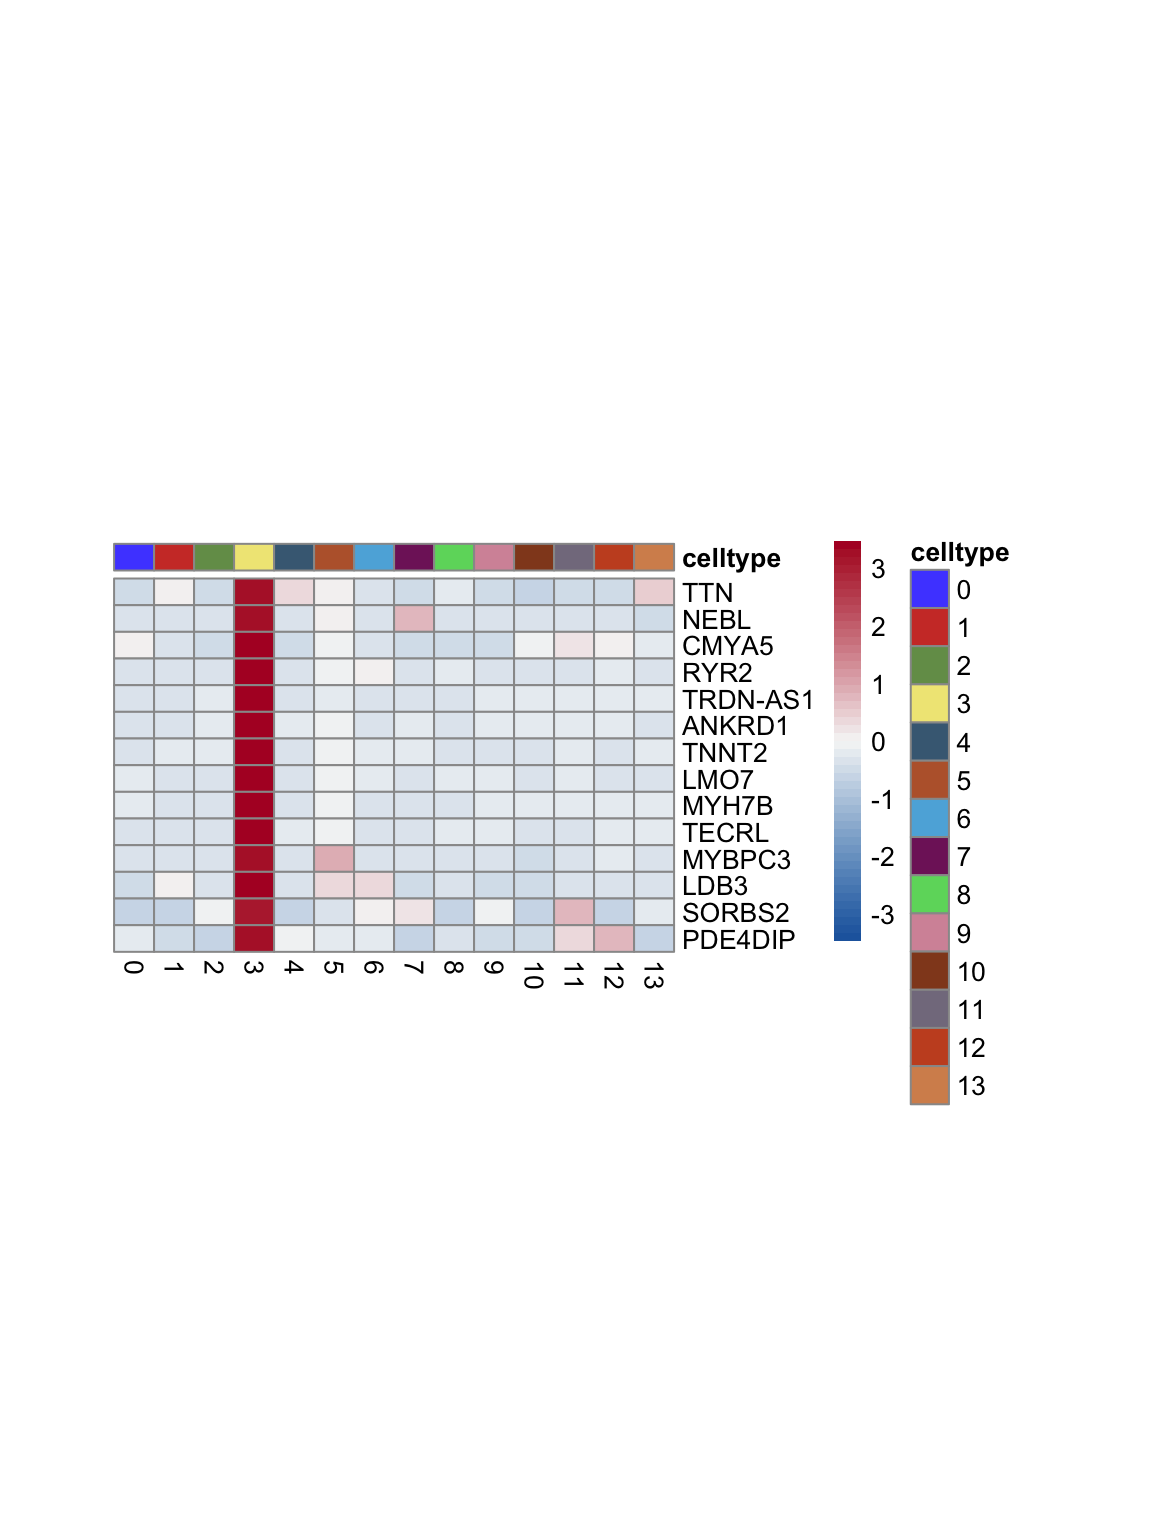 celltype
TTN
NEBL
CMYA5
RYR2
TRDN-AS1
ANKRD1
TNNT2
LMO7
MYH7B
TECRL
MYBPC3
LDB3
SORBS2
PDE4DIP
0 1 2 3 4 5 6 7 8 9 10 11 12 13
3
2
1
0
-1
-2
-3
celltype
0
1
2
3
4
5
6
7
8
9
10
11
12
13